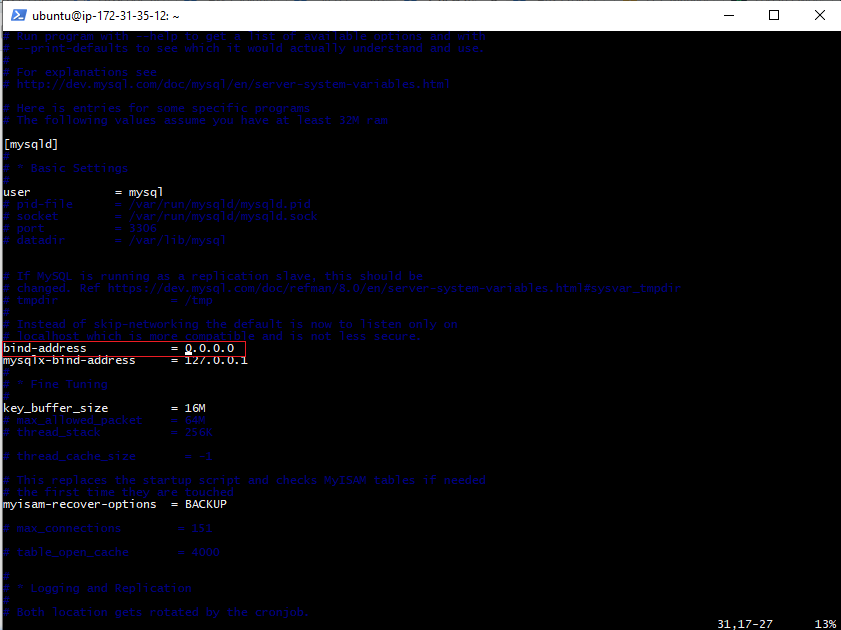 ubuntu@ip-172-31-35-12: ~
# Run program with --help to get a list of available options and with
# --print-defaults to see which it would actually understand and use.
#
# For explanations see
# http://dev.mysql.com/doc/mysql/en/server-system-variables.html

# Here is entries for some specific programs
# The following values assume you have at least 32M ram

[mysqld]
#
# * Basic Settings
#
user            = mysql
# pid-file      = /var/run/mysqld/mysqld.pid
# socket        = /var/run/mysqld/mysqld.sock
# port          = 3306
# datadir       = /var/lib/mysql


# If MySQL is running as a replication slave, this should be
# changed. Ref https://dev.mysql.com/doc/refman/8.0/en/server-system-variables.html#sysvar_tmpdir
# tmpdir                = /tmp
#
# Instead of skip-networking the default is now to listen only on
# localhost which is more compatible and is not less secure.
bind-address            = 0.0.0.0
mysqlx-bind-address     = 127.0.0.1
#
# * Fine Tuning
#
key_buffer_size         = 16M
# max_allowed_packet    = 64M
# thread_stack          = 256K

# thread_cache_size       = -1

# This replaces the startup script and checks MyISAM tables if needed
# the first time they are touched
myisam-recover-options  = BACKUP

# max_connections        = 151

# table_open_cache       = 4000

#
# * Logging and Replication
#
# Both location gets rotated by the cronjob.
31,17-27      13%